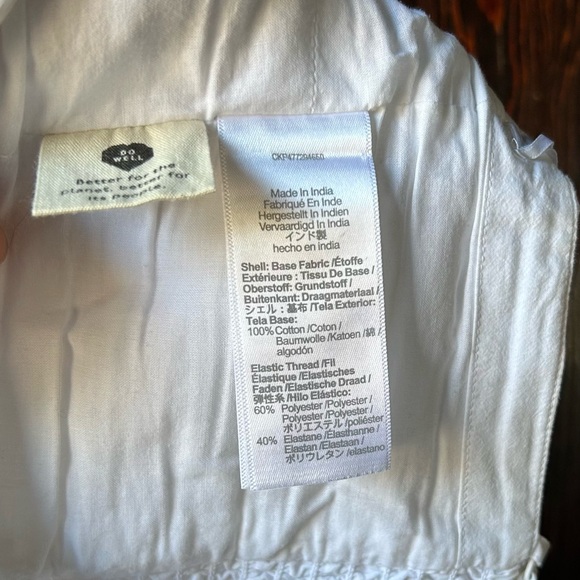 DO
WELL
Better for the
planet, better for
its people.
CKP477294650
Made In India
Fabriqué En Inde
Hergestellt In Indien
Vervaardigd In India
インド製
hecho en india
Shell: Base Fabric /Étoffe
Extérieure : Tissu De Base /
Oberstoff: Grundstoff /
Buitenkant: Draagmateriaal /
シェル : 基布 /Tela Exterior:
Tela Base:
100% Cotton /Coton /
Baumwolle /Katoen /綿 /
algodón
Elastic Thread /Fil
Élastique /Elastisches
Faden /Elastische Draad /
弾性糸 /Hilo Elástico:
60% Polyester /Polyester /
Polyester /Polyester /
ポリエステル /poliéster
40% Elastane /Élasthanne /
Elastan /Elastaan /
ポリウレタン /elastano